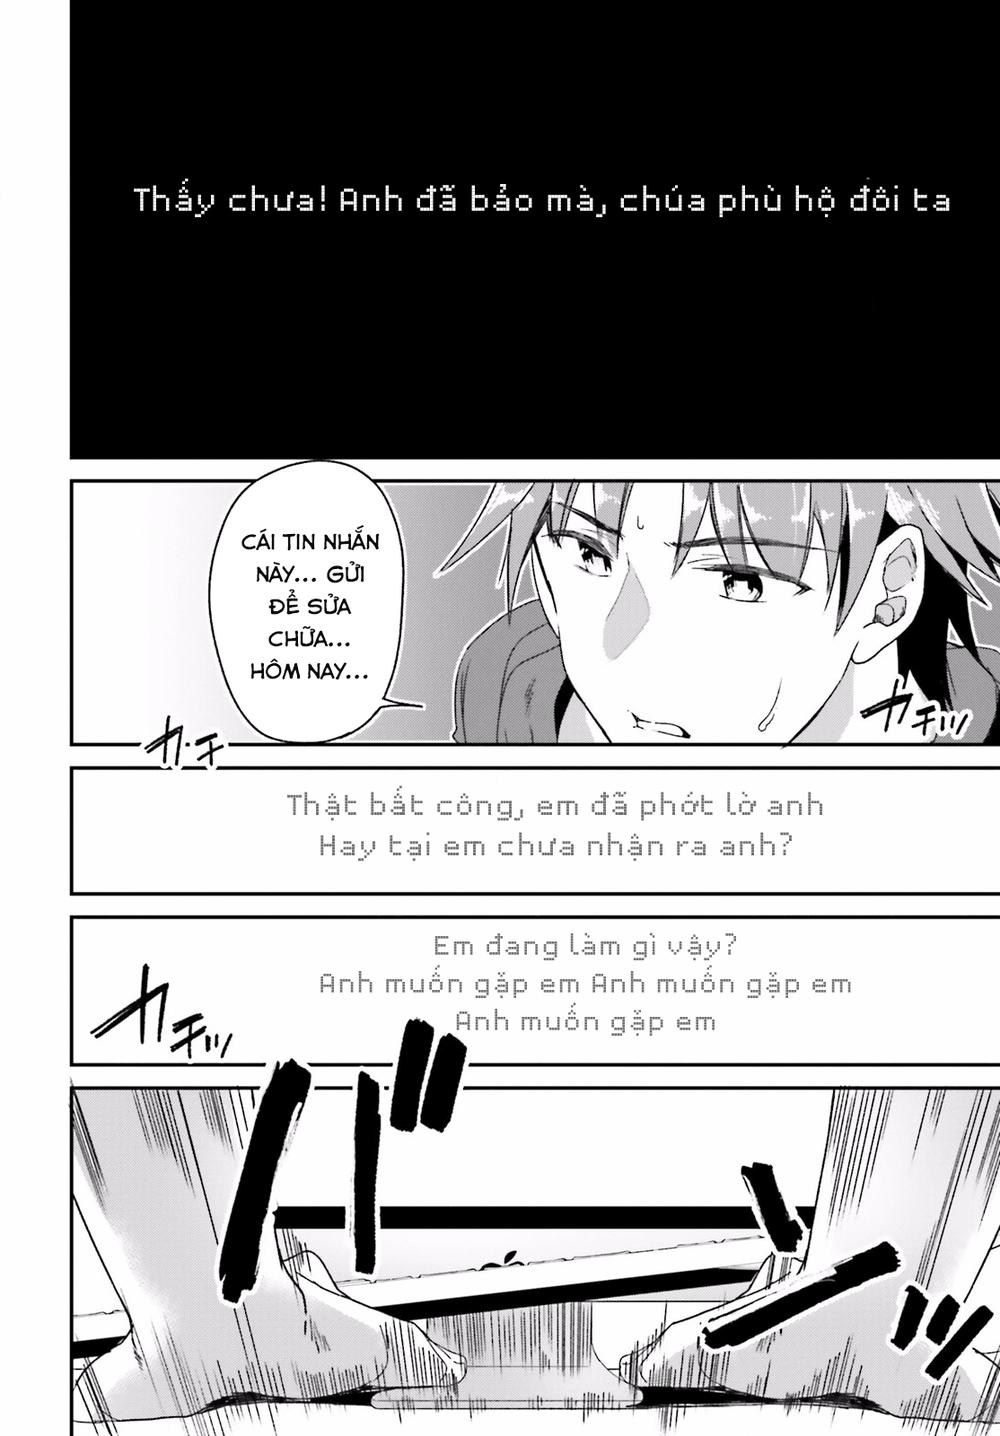 Thấy chưa! Anh đã bảo mà, chúa phù hộ đôi ta
CÁI TIN NHẮN
NÀY... GỬI
ĐỂ SỬA
CHỮA...
HÔM NAY...
カチッ
カチ
Thật bất công, em đã phớt lờ anh
Hay tại em chưa nhận ra anh?
Em đang làm gì vậy?
Anh muốn gặp em Anh muốn gặp em
Anh muốn gặp em
カチッ